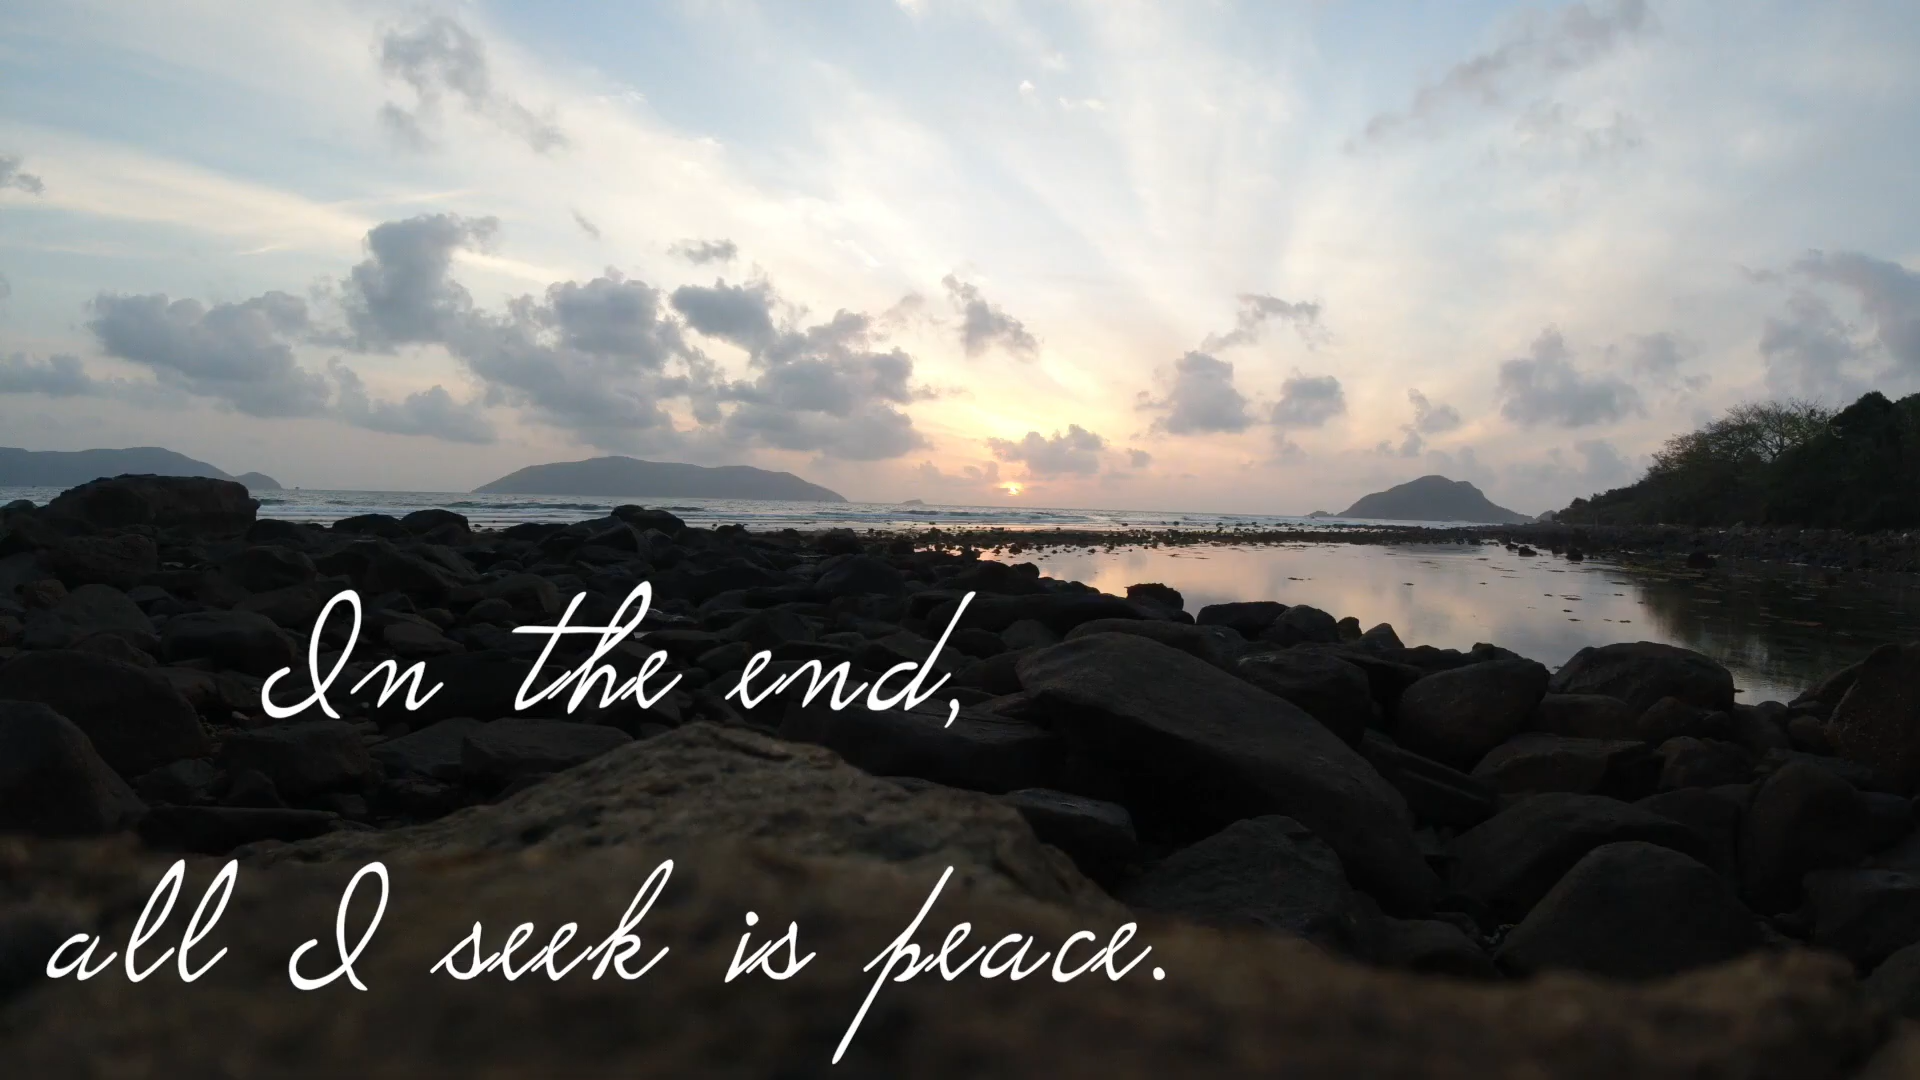 In the end,
all I seek is peace.